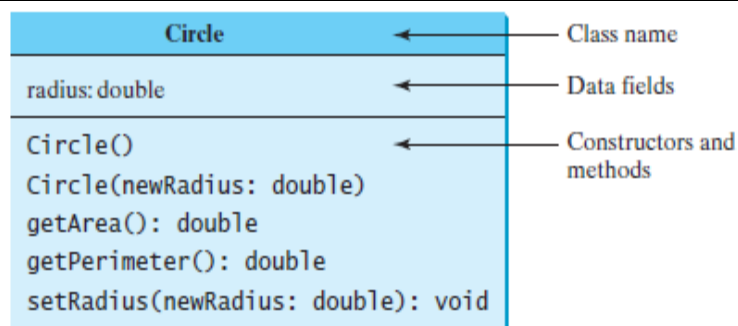 Circle
Class name
radius: double
Data fields
Circle()
Constructors and
methods
Circle(newRadius: double)
getArea(): double
getPerimeter(): double
setRadius(newRadius: double): void